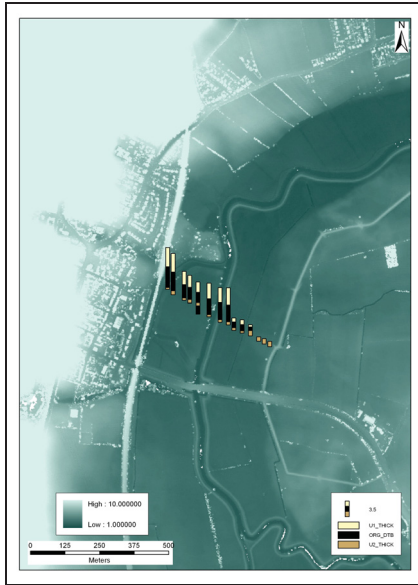 N
High : 10.000000
Low : 1.000000
0 125 250 375 500
Meters
3.5
U1_THICK
ORG_DTB
U2_THICK